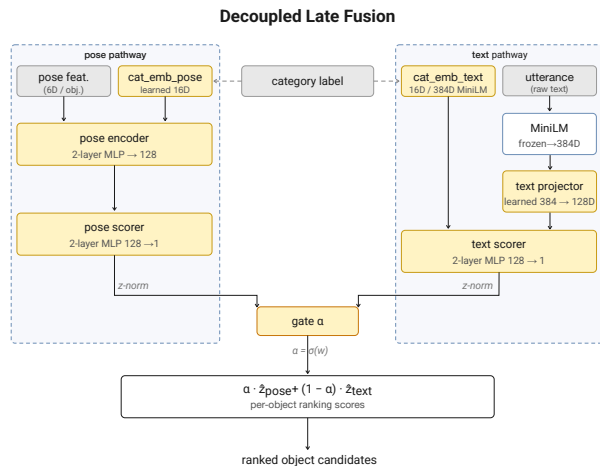 Decoupled Late Fusion
pose pathway
text pathway
pose feat.
(6D / obj.)
cat_emb_pose
learned 16D
category label
cat_emb_text
16D / 384D MiniLM
utterance
(raw text)
pose encoder
2-layer MLP → 128
MiniLM
frozen→384D
text projector
learned 384 → 128D
pose scorer
2-layer MLP 128 →1
text scorer
2-layer MLP 128 → 1
z-norm
z-norm
gate α
α = σ(w)
α · ẑpose+ (1 − α) · ẑtext
per-object ranking scores
ranked object candidates